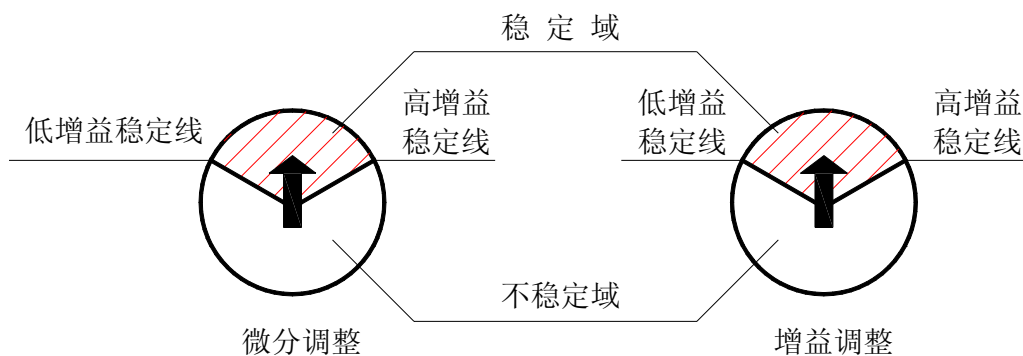 稳 定 域
低增益稳定线
高增益
稳定线
低增益
稳定线
高增益
稳定线
不稳定域
微分调整
增益调整